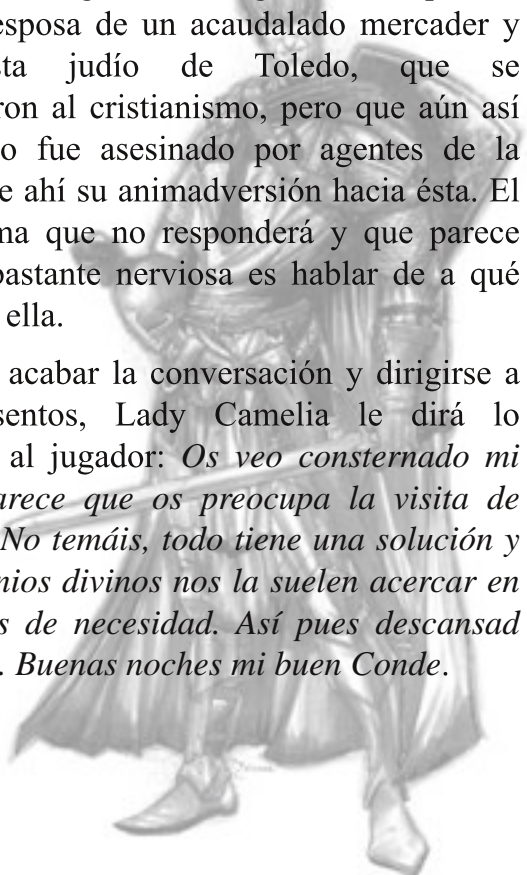 esposa de un acaudalado mercader y
sta judío de Toledo, que se
ron al cristianismo, pero que aún así
o fue asesinado por agentes de la
e ahí su animadversión hacia ésta. El
ma que no responderá y que parece
bastante nerviosa es hablar de a qué
ella.
acabar la conversación y dirigirse a
sentos, Lady Camelia le dirá lo
al jugador: Os veo consternado mi
arece que os preocupa la visita de
No temáis, todo tiene una solución y
nios divinos nos la suelen acercar en
s de necesidad. Así pues descansad
. Buenas noches mi buen Conde.